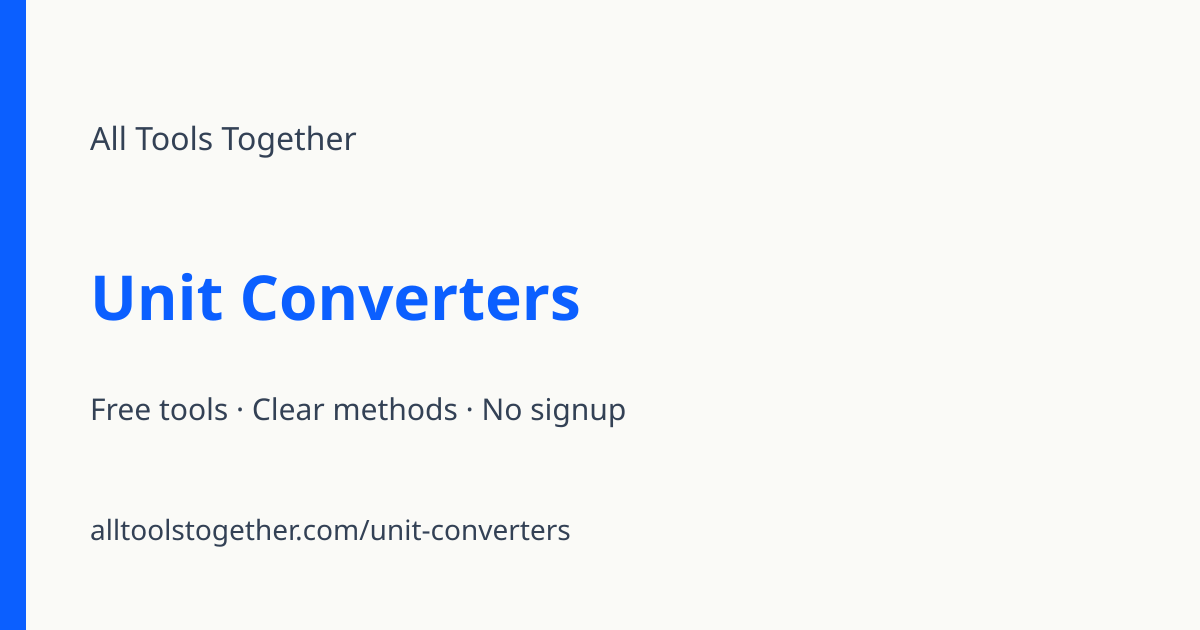 All Tools Together
Unit Converters
Free tools · Clear methods · No signup
alltoolstogether.com/unit-converters